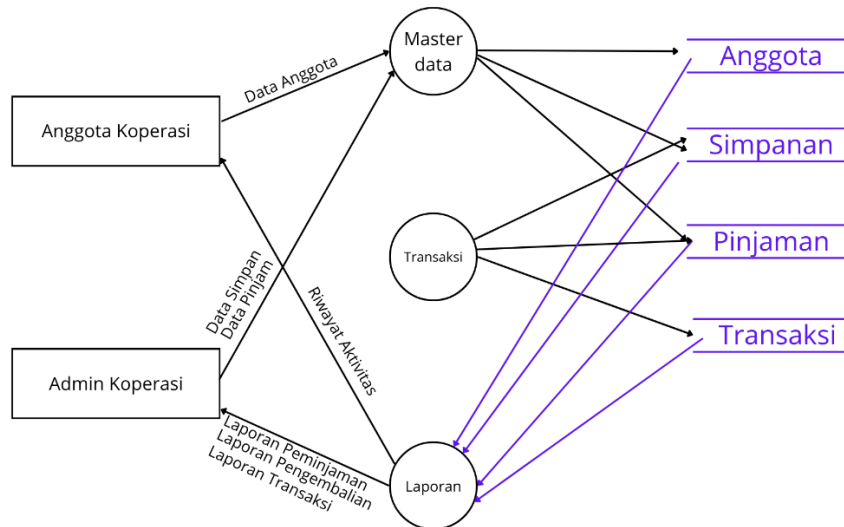 Master
data
Anggota
Data Anggota
Anggota Koperasi
Simpanan
Pinjaman
Transaksi
Data Simpan
Data Pinjam
Riwayat Aktivitas
Transaksi
Admin Koperasi
Laporan Peminjaman
Laporan Pengembalian
Laporan Transaksi
Laporan